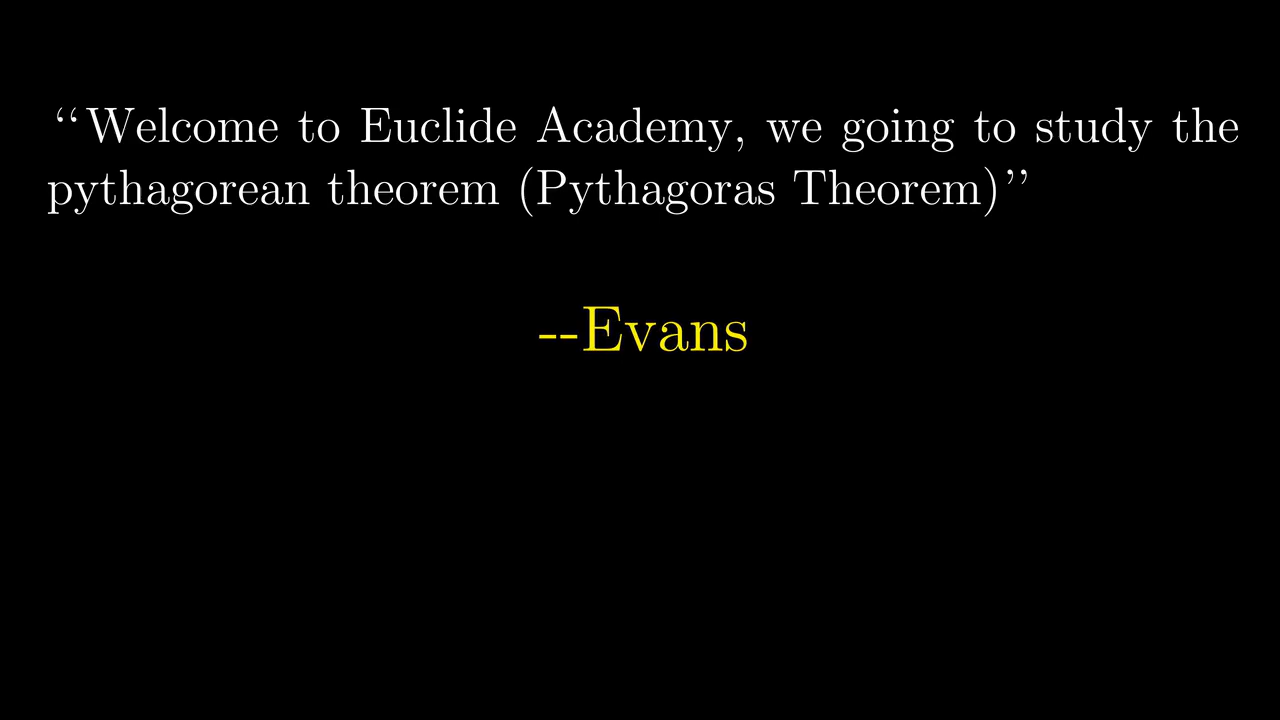 “Welcome to Euclide Academy, we going to study the
pythagorean theorem (Pythagoras Theorem)”
--Evans